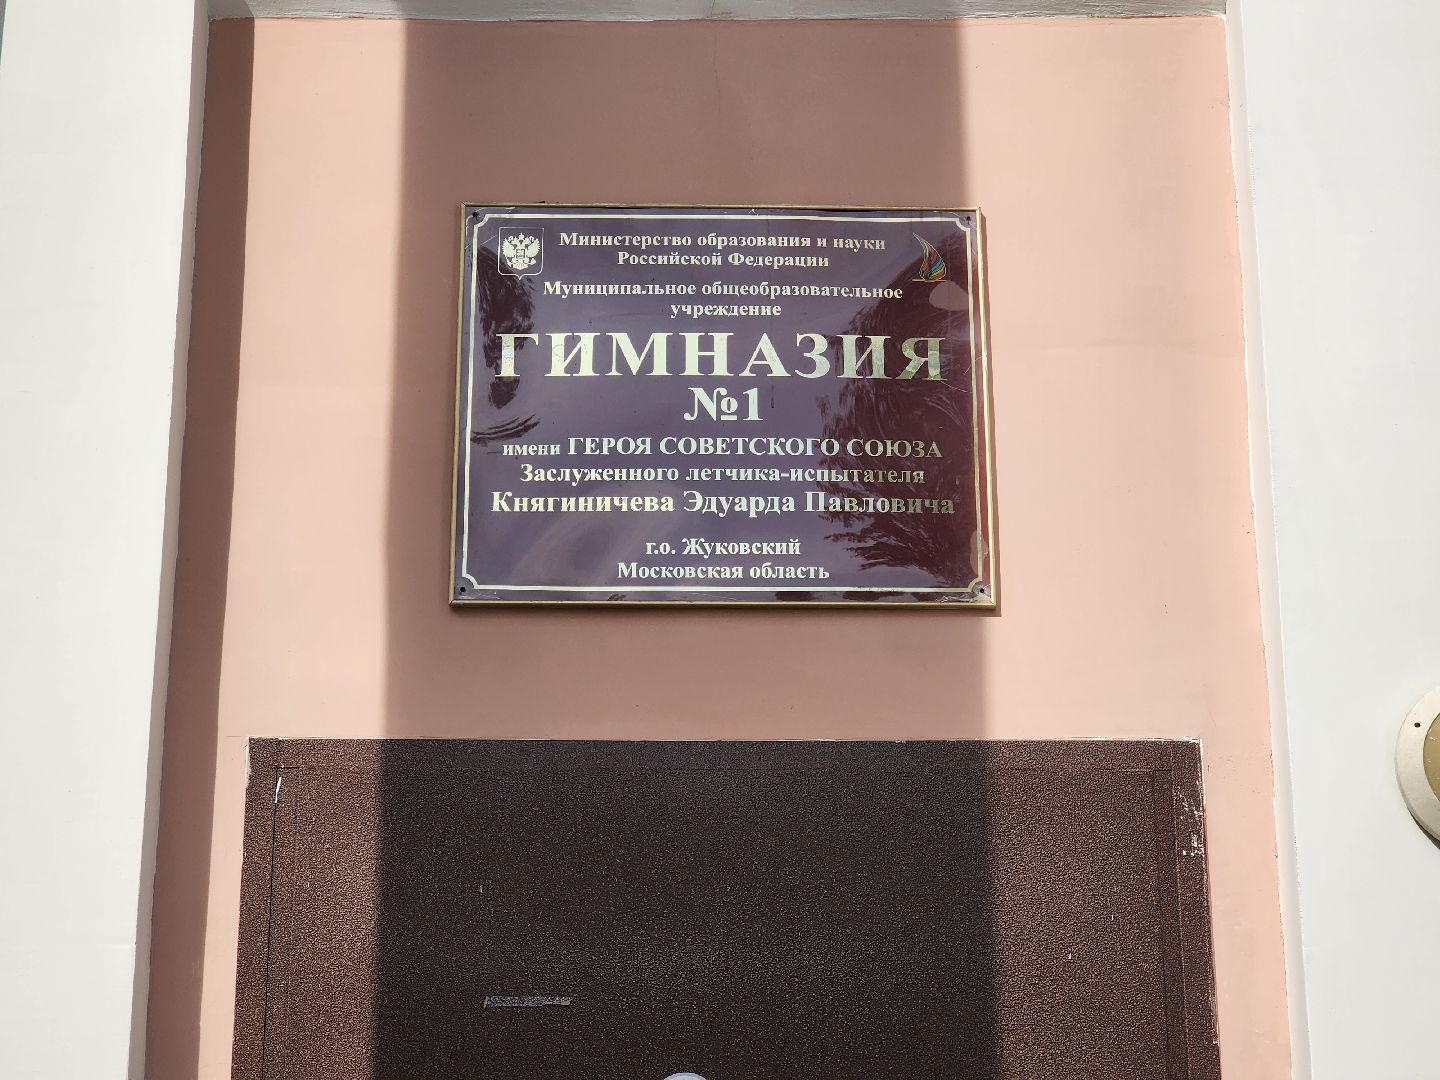 Министерство образования и науки
Российской Федерации
Муниципальное общеобразовательное
учреждение
ГИМНАЗИЯ
№1
имени ГЕРОЯ СОВЕТСКОГО СОЮЗА
Заслуженного летчика-испытателя
Княгиничева Эдуарда Павловича
г.о. Жуковский
Московская область